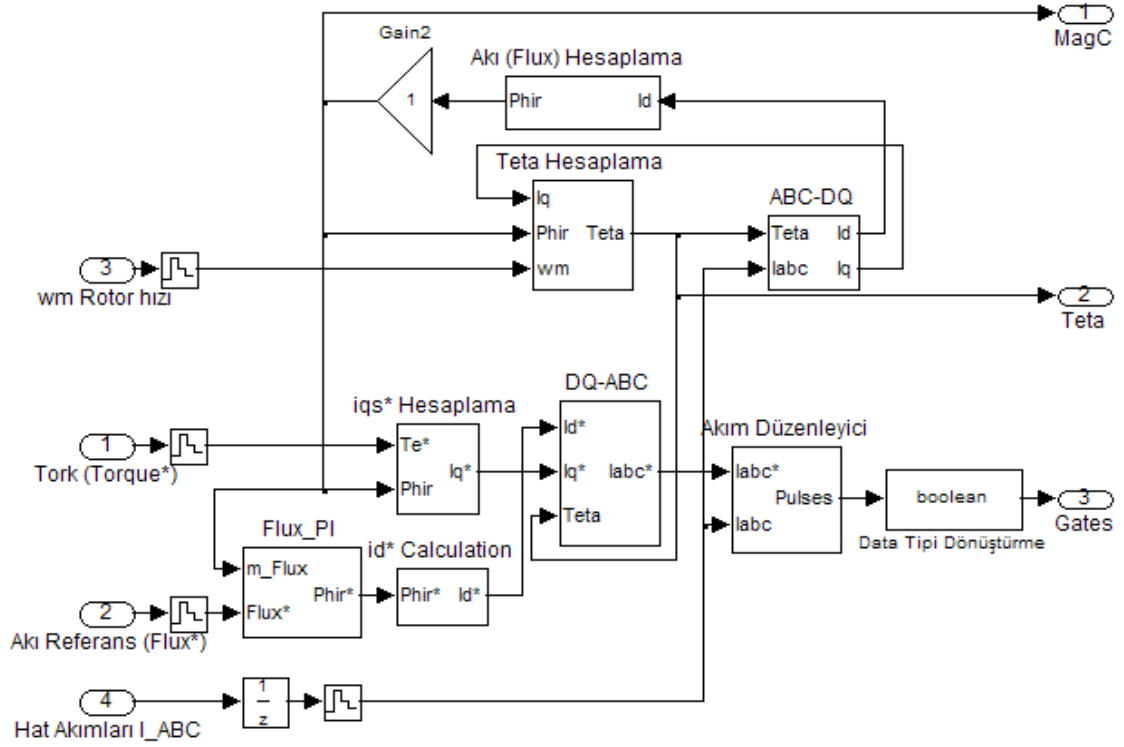 1
MagC
Gain2
1
Akı (Flux) Hesaplama
Phir Id
Teta Hesaplama
Iq
Phir Teta
wm
ABC-DQ
Teta Id
Iabc Iq
3
wm Rotor hızı
2
Teta
DQ-ABC
Id*
Iq* Iabc*
Teta
iqs* Hesaplama
Te*
Iq*
Phir
1
Tork (Torque*)
Akım Düzenleyici
Iabc*
Pulses
Iabc
boolean
Data Tipi Dönüştürme
3
Gates
Flux_PI
m_Flux
Phir*
Flux*
id* Calculation
Phir* Id*
2
Akı Referans (Flux*)
4
Hat Akımları I_ABC
1
z